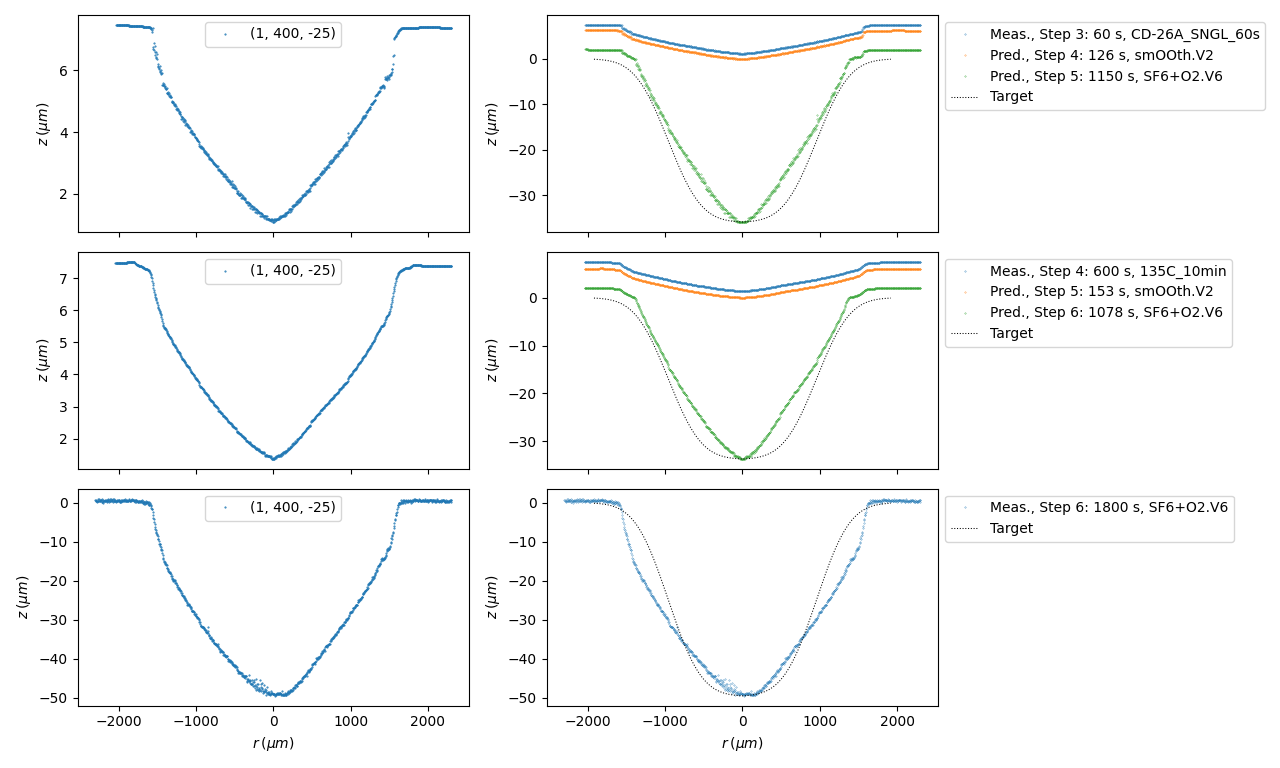 (1, 400, -25)
z (μm)
6
4
2
z (μm)
0
−10
−20
−30
Meas., Step 3: 60 s, CD-26A_SNGL_60s
Pred., Step 4: 126 s, smOOth.V2
Pred., Step 5: 1150 s, SF6+O2.V6
Target
(1, 400, -25)
z (μm)
7
6
5
4
3
2
z (μm)
0
−10
−20
−30
Meas., Step 4: 600 s, 135C_10min
Pred., Step 5: 153 s, smOOth.V2
Pred., Step 6: 1078 s, SF6+O2.V6
Target
(1, 400, -25)
z (μm)
0
−10
−20
−30
−40
−50
−2000 −1000 0 1000 2000
r (μm)
z (μm)
0
−10
−20
−30
−40
−50
−2000 −1000 0 1000 2000
r (μm)
Meas., Step 6: 1800 s, SF6+O2.V6
Target